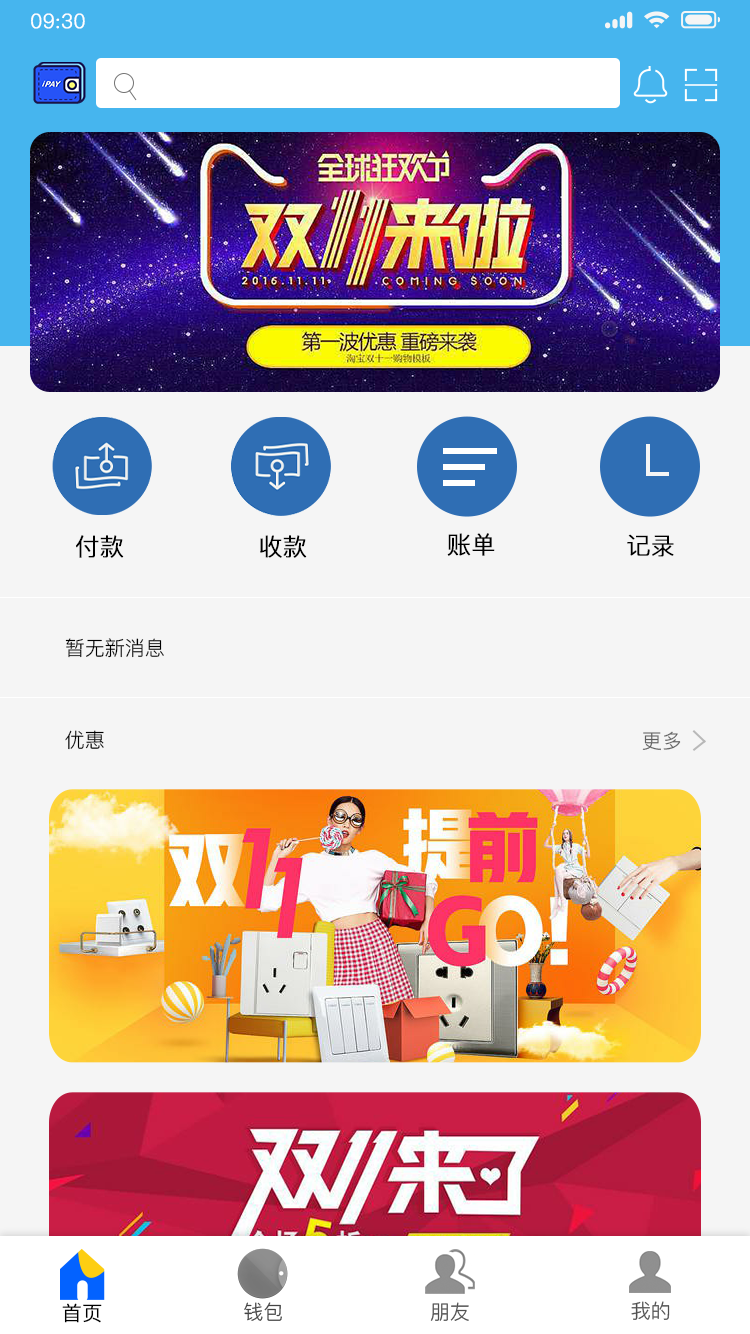 09:30
iPAY
全球狂欢节
双11来啦
2016.11.11 COMING SOON
第一波优惠 重磅来袭
淘宝双十一购物模板
付款 收款 账单 记录
暂无新消息
优惠 更多
双11 提前
GO!
双11来了
5
首页 钱包 朋友 我的